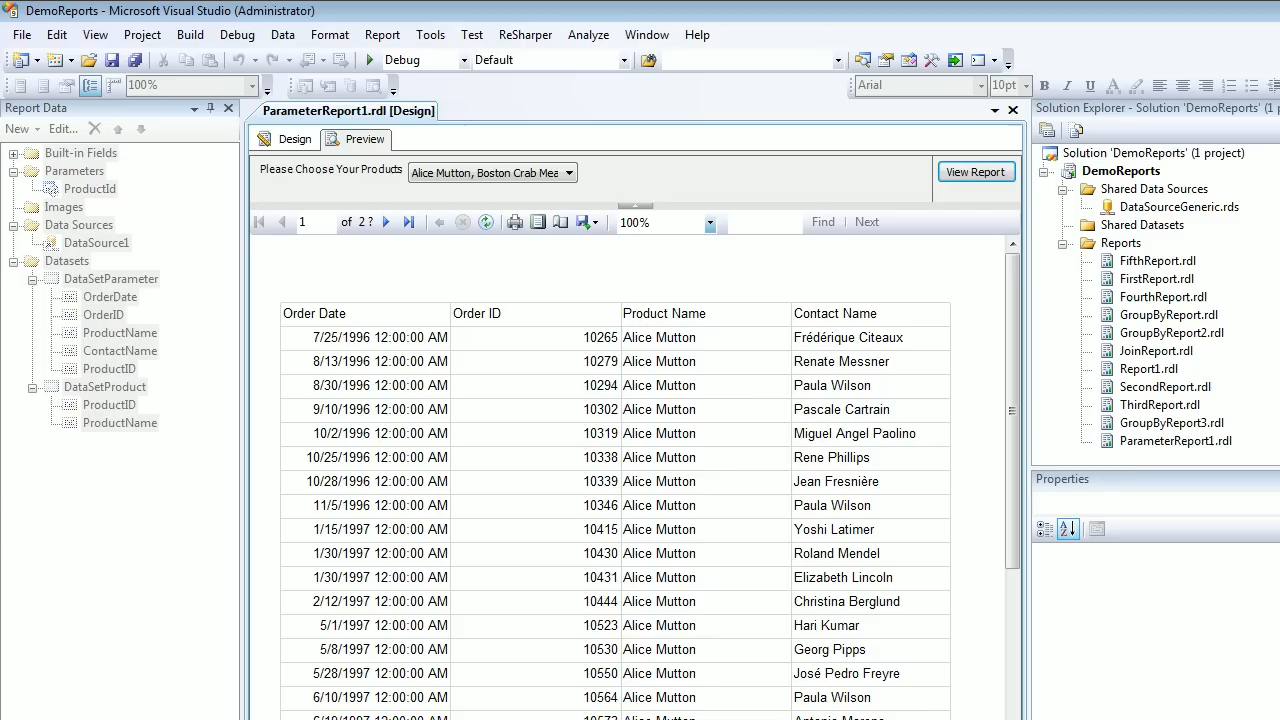 DemoReports - Microsoft Visual Studio (Administrator)
File Edit View Project Build Debug Data Format Report Tools Test ReSharper Analyze Window Help
Debug Default
100% Arial 10pt B I U A
Report Data
New Edit...
Built-in Fields
Parameters
ProductId
Images
Data Sources
DataSource1
Datasets
DataSetParameter
OrderDate
OrderID
ProductName
ContactName
ProductID
DataSetProduct
ProductID
ProductName
ParameterReport1.rdl [Design]
Design Preview
Please Choose Your Products Alice Mutton, Boston Crab Mea View Report
1 of 2 ? 100% Find | Next
Order Date Order ID Product Name Contact Name
7/25/1996 12:00:00 AM 10265 Alice Mutton Frédérique Citeaux
8/13/1996 12:00:00 AM 10279 Alice Mutton Renate Messner
8/30/1996 12:00:00 AM 10294 Alice Mutton Paula Wilson
9/10/1996 12:00:00 AM 10302 Alice Mutton Pascale Cartrain
10/2/1996 12:00:00 AM 10319 Alice Mutton Miguel Angel Paolino
10/25/1996 12:00:00 AM 10338 Alice Mutton Rene Phillips
10/28/1996 12:00:00 AM 10339 Alice Mutton Jean Fresnière
11/5/1996 12:00:00 AM 10346 Alice Mutton Paula Wilson
1/15/1997 12:00:00 AM 10415 Alice Mutton Yoshi Latimer
1/30/1997 12:00:00 AM 10430 Alice Mutton Roland Mendel
1/30/1997 12:00:00 AM 10431 Alice Mutton Elizabeth Lincoln
2/12/1997 12:00:00 AM 10444 Alice Mutton Christina Berglund
5/1/1997 12:00:00 AM 10523 Alice Mutton Hari Kumar
5/8/1997 12:00:00 AM 10530 Alice Mutton Georg Pipps
5/28/1997 12:00:00 AM 10550 Alice Mutton José Pedro Freyre
6/10/1997 12:00:00 AM 10564 Alice Mutton Paula Wilson
Solution Explorer - Solution 'DemoReports' (1 p
Solution 'DemoReports' (1 project)
DemoReports
Shared Data Sources
DataSourceGeneric.rds
Shared Datasets
Reports
FifthReport.rdl
FirstReport.rdl
FourthReport.rdl
GroupByReport.rdl
GroupByReport2.rdl
JoinReport.rdl
Report1.rdl
SecondReport.rdl
ThirdReport.rdl
GroupByReport3.rdl
ParameterReport1.rdl
Properties